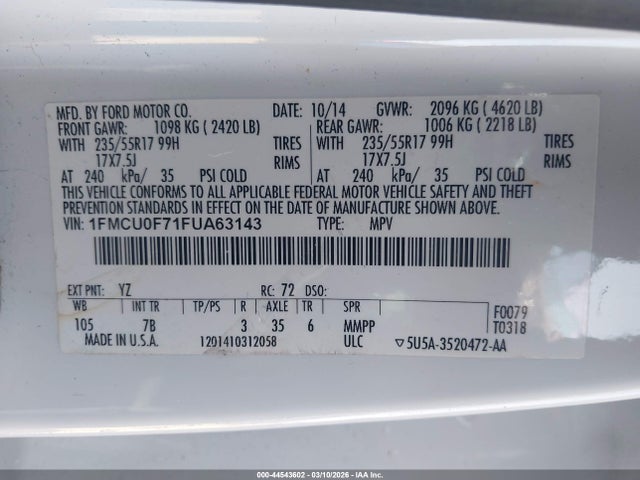 MFD. BY FORD MOTOR CO. DATE: 10/14 GVWR: 2096 KG ( 4620 LB)
FRONT GAWR: 1098 KG ( 2420 LB) REAR GAWR: 1006 KG ( 2218 LB)
WITH 235/55R17 99H TIRES WITH 235/55R17 99H TIRES
17X7.5J RIMS 17X7.5J RIMS
AT 240 kPa/ 35 PSI COLD AT 240 kPa/ 35 PSI COLD
THIS VEHICLE CONFORMS TO ALL APPLICABLE FEDERAL MOTOR VEHICLE SAFETY AND THEFT
PREVENTION STANDARDS IN EFFECT ON THE DATE OF MANUFACTURE SHOWN ABOVE.
VIN: 1FMCU0F71FUA63143 TYPE: MPV
EXT PNT: YZ RC: 72 DSO:
WB INT TR TP/PS R AXLE TR SPR F0079
105 7B 3 35 6 MMPP T0318
MADE IN U.S.A. 1201410312058 ULC ▽5U5A-3520472-AA
000-44543602 - 03/10/2026 - IAA Inc.